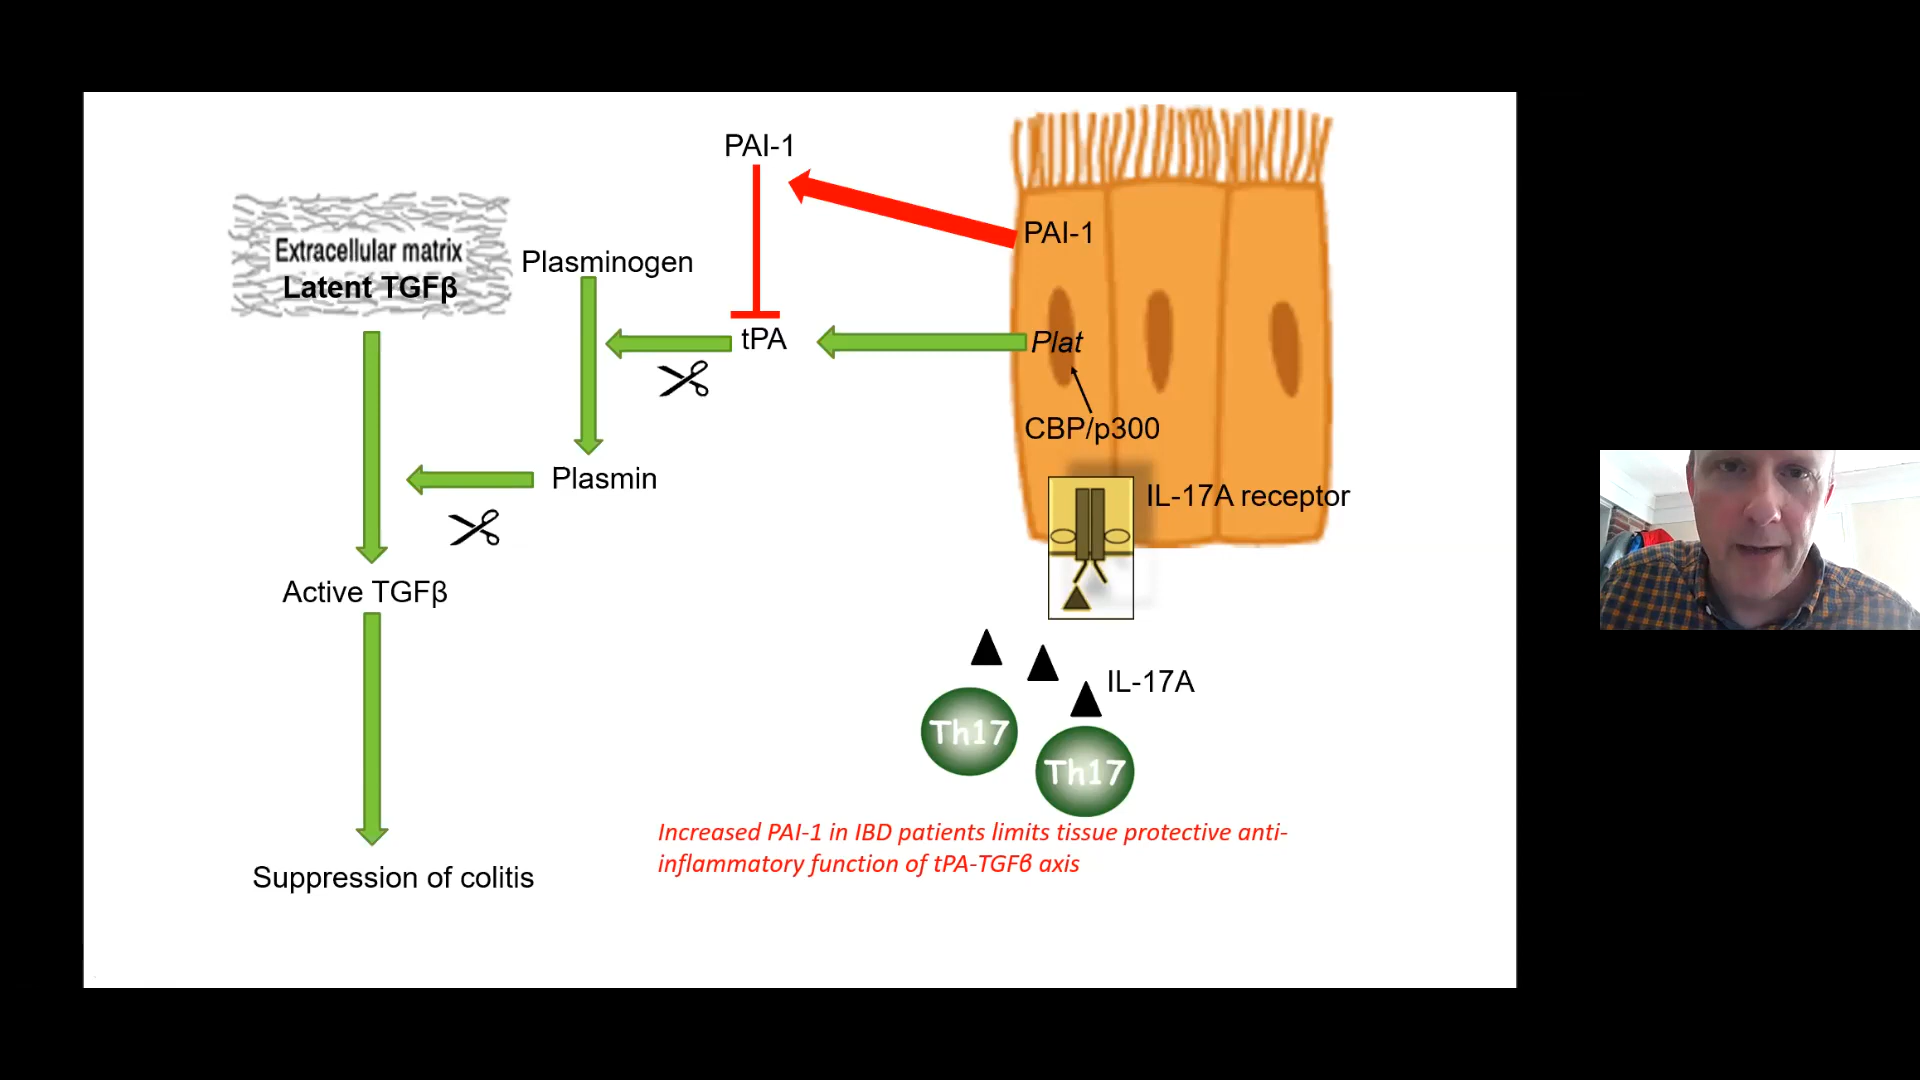 PAI-1
PAI-1
Extracellular matrix
Latent TGFβ
Plasminogen
tPA
Plat
CBP/p300
Plasmin
IL-17A receptor
Active TGFβ
IL-17A
Th17
Th17
Increased PAI-1 in IBD patients limits tissue protective anti-
inflammatory function of tPA-TGFβ axis
Suppression of colitis